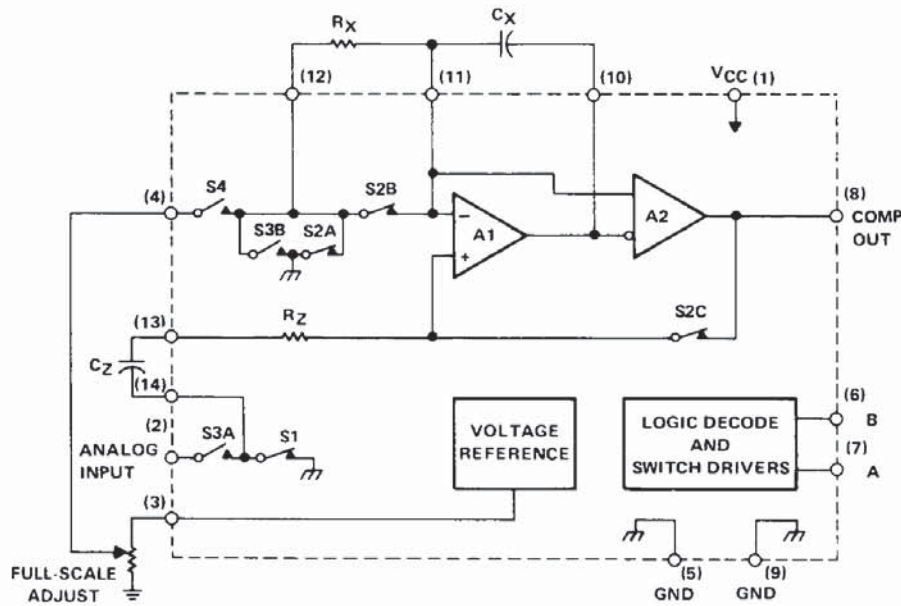 RX
CX
(12)
(11)
(10)
VCC (1)
(4)
S4
S2B
(8)
COMP
OUT
S3B
S2A
−
A1
+
A2
(13)
RZ
S2C
CZ
(14)
(2)
ANALOG
INPUT
S3A
S1
VOLTAGE
REFERENCE
LOGIC DECODE
AND
SWITCH DRIVERS
(6)
B
(7)
A
(3)
FULL-SCALE
ADJUST
(5)
GND
(9)
GND